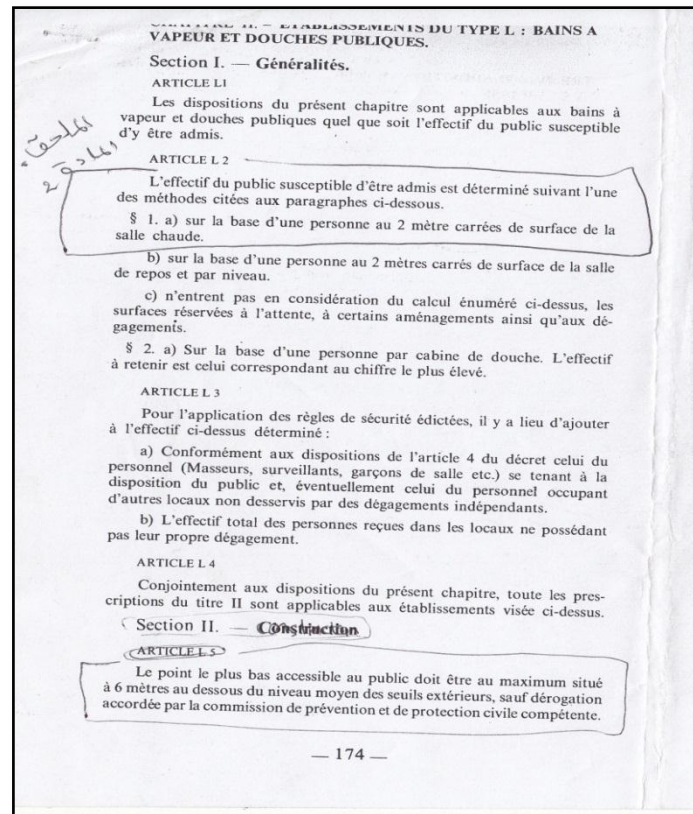 CHAPITRE II. — ETABLISSEMENTS DU TYPE L : BAINS A
VAPEUR ET DOUCHES PUBLIQUES.
Section I. — Généralités.
ARTICLE L1
Les dispositions du présent chapitre sont applicables aux bains à
vapeur et douches publiques quel que soit l'effectif du public susceptible
d'y être admis.
الملحق
المادة 2
ARTICLE L 2
L'effectif du public susceptible d'être admis est déterminé suivant l'une
des méthodes citées aux paragraphes ci-dessous.
§ 1. a) sur la base d'une personne au 2 mètre carrées de surface de la
salle chaude.
b) sur la base d'une personne au 2 mètres carrés de surface de la salle
de repos et par niveau.
c) n'entrent pas en considération du calcul énuméré ci-dessus, les
surfaces réservées à l'attente, à certains aménagements ainsi qu'aux dé-
gagements.
§ 2. a) Sur la base d'une personne par cabine de douche. L'effectif
à retenir est celui correspondant au chiffre le plus élevé.
ARTICLE L 3
Pour l'application des règles de sécurité édictées, il y a lieu d'ajouter
à l'effectif ci-dessus déterminé :
a) Conformément aux dispositions de l'article 4 du décret celui du
personnel (Masseurs, surveillants, garçons de salle etc.) se tenant à la
disposition du public et, éventuellement celui du personnel occupant
d'autres locaux non desservis par des dégagements indépendants.
b) L'effectif total des personnes reçues dans les locaux ne possédant
pas leur propre dégagement.
ARTICLE L 4
Conjointement aux dispositions du présent chapitre, toute les pres-
criptions du titre II sont applicables aux établissements visée ci-dessus.
Section II. — Construction
ARTICLE L 5
Le point le plus bas accessible au public doit être au maximum situé
à 6 mètres au dessous du niveau moyen des seuils extérieurs, sauf dérogation
accordée par la commission de prévention et de protection civile compétente.
— 174 —